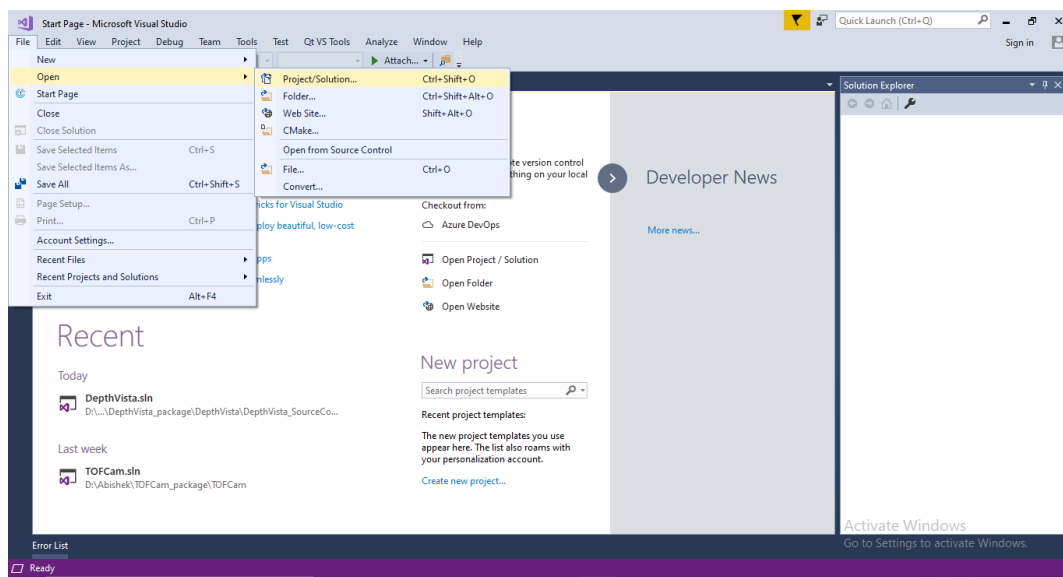 Start Page - Microsoft Visual Studio
Quick Launch (Ctrl+Q)
File Edit View Project Debug Team Tools Test Qt VS Tools Analyze Window Help
Sign in
Attach...
New
Open
Start Page
Close
Close Solution
Save Selected Items Ctrl+S
Save Selected Items As...
Save All Ctrl+Shift+S
Page Setup...
Print... Ctrl+P
Account Settings...
Recent Files
Recent Projects and Solutions
Exit Alt+F4
Project/Solution... Ctrl+Shift+O
Folder... Ctrl+Shift+Alt+O
Web Site... Shift+Alt+O
CMake...
Open from Source Control
File... Ctrl+O
Convert...
Solution Explorer
version control
thing on your local
Developer News
More news...
ricks for Visual Studio
ploy beautiful, low-cost
pps
nlessly
Checkout from:
Azure DevOps
Open Project / Solution
Open Folder
Open Website
Recent
Today
DepthVista.sln
D:\...\DepthVista_package\DepthVista\DepthVista_SourceCo...
Last week
TOFCam.sln
D:\Abishek\TOFCam_package\TOFCam
New project
Search project templates
Recent project templates:
The new project templates you use
appear here. The list also roams with
your personalization account.
Create new project...
Activate Windows
Go to Settings to activate Windows.
Error List
Ready